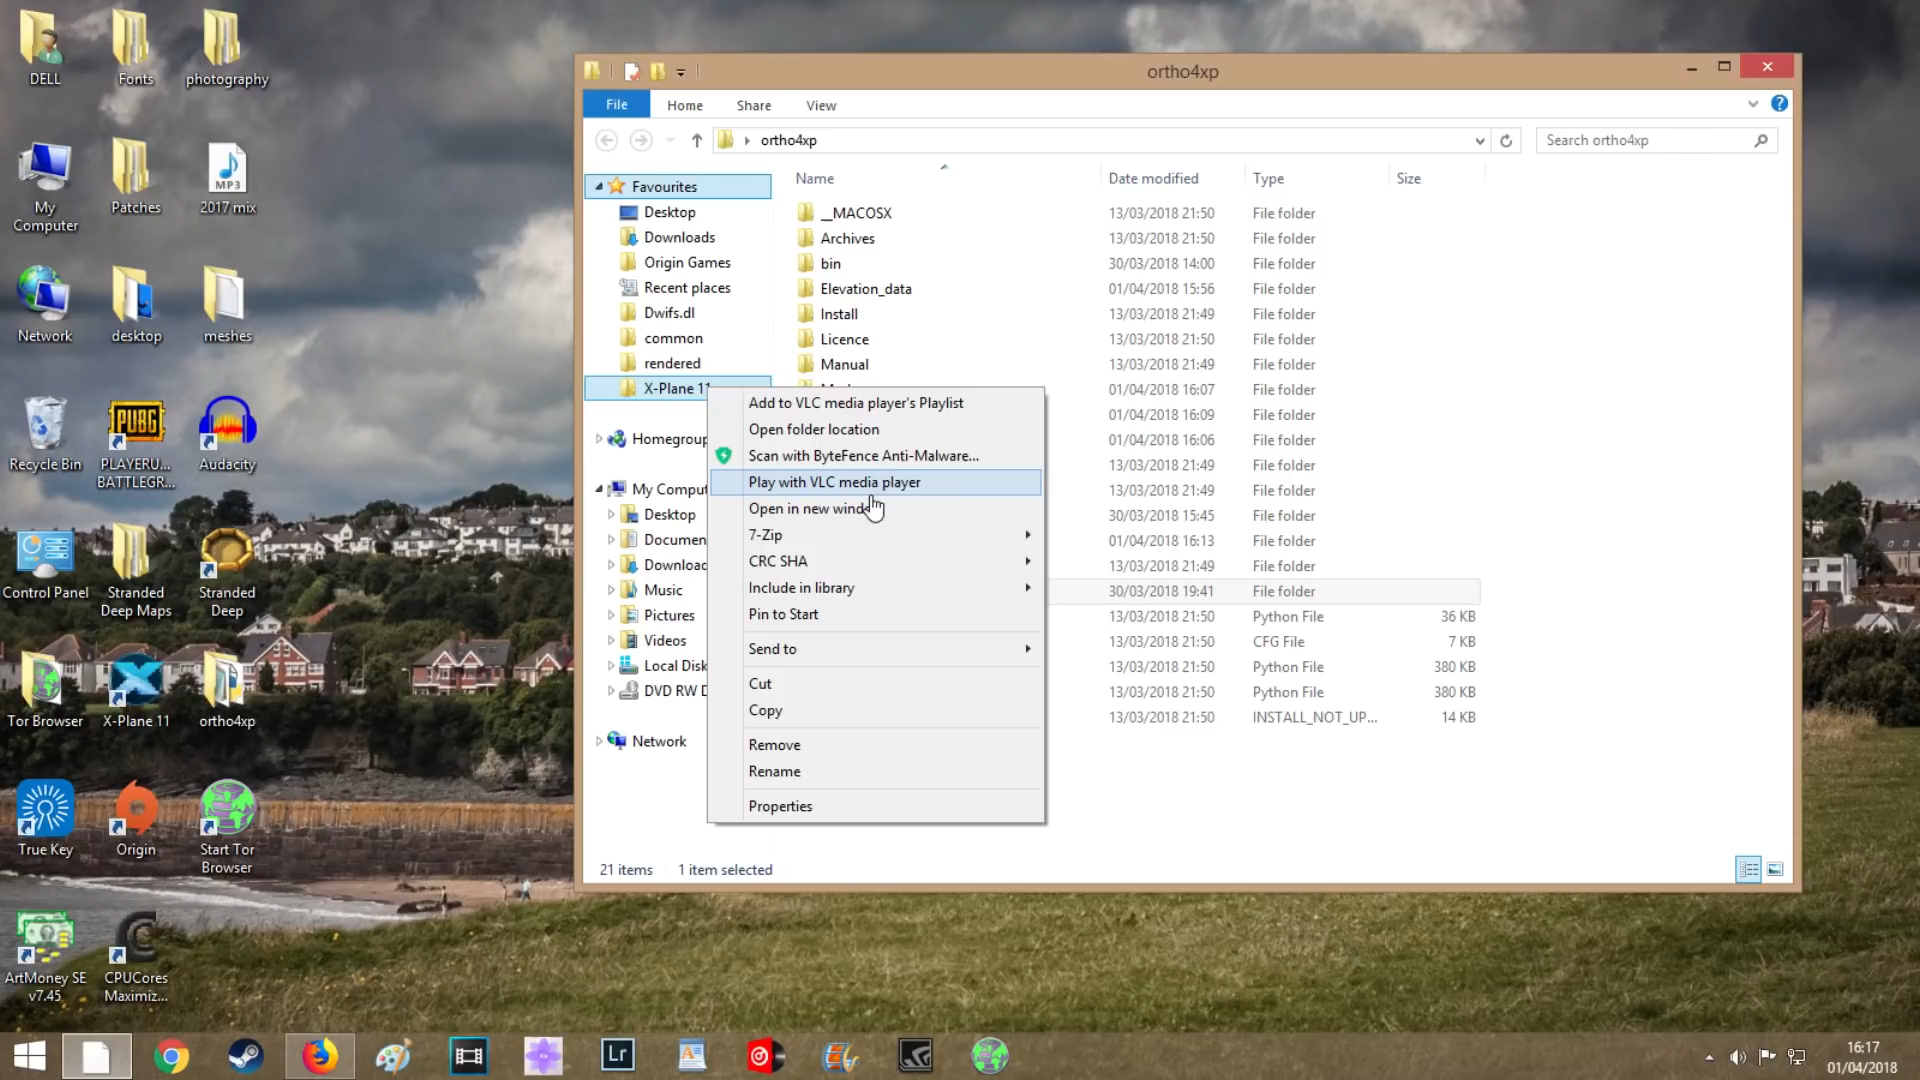 DELL
Fonts
photography
My
Computer
Patches
MP3
2017 mix
Network
desktop
meshes
Recycle Bin
PUBG
PLAYERU...
BATTLEGR...
Audacity
Control Panel
Stranded
Deep Maps
Stranded
Deep
Tor Browser
X-Plane 11
ortho4xp
True Key
Origin
Start Tor
Browser
ArtMoney SE
v7.45
CPUCores
Maximiz...
ortho4xp
File
Home
Share
View
ortho4xp
Search ortho4xp
Favourites
Desktop
Downloads
Origin Games
Recent places
Dwifs.dl
common
rendered
X-Plane 11
Homegroup
My Compu
Desktop
Documen
Download
Music
Pictures
Videos
Local Disk
DVD RW D
Network
Name Date modified Type Size
__MACOSX 13/03/2018 21:50 File folder
Archives 13/03/2018 21:50 File folder
bin 30/03/2018 14:00 File folder
Elevation_data 01/04/2018 15:56 File folder
Install 13/03/2018 21:49 File folder
Licence 13/03/2018 21:50 File folder
Manual 13/03/2018 21:49 File folder
01/04/2018 16:07 File folder
01/04/2018 16:09 File folder
01/04/2018 16:06 File folder
13/03/2018 21:49 File folder
13/03/2018 21:49 File folder
30/03/2018 15:45 File folder
01/04/2018 16:13 File folder
13/03/2018 21:49 File folder
30/03/2018 19:41 File folder
13/03/2018 21:50 Python File 36 KB
13/03/2018 21:50 CFG File 7 KB
13/03/2018 21:50 Python File 380 KB
13/03/2018 21:50 Python File 380 KB
13/03/2018 21:50 INSTALL_NOT_UP... 14 KB
Add to VLC media player's Playlist
Open folder location
Scan with ByteFence Anti-Malware...
Play with VLC media player
Open in new wind
7-Zip
CRC SHA
Include in library
Pin to Start
Send to
Cut
Copy
Remove
Rename
Properties
21 items 1 item selected
Lr
16:17
01/04/2018